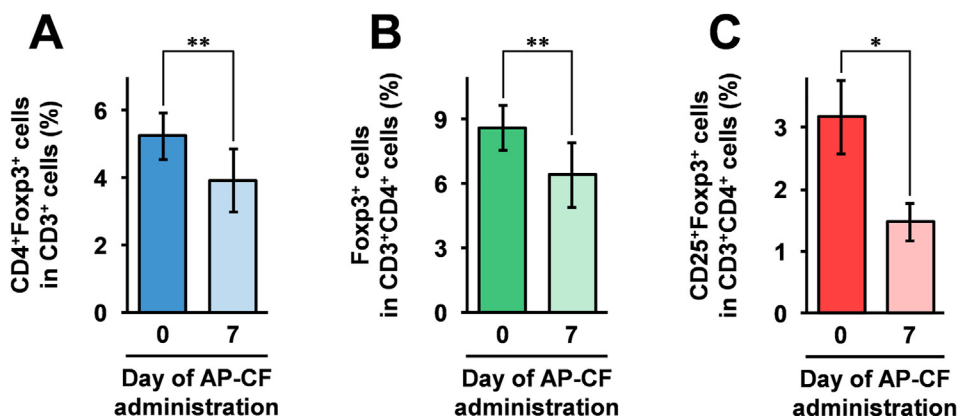 A
**
CD4⁺Foxp3⁺ cells
in CD3⁺ cells (%)
6
4
2
0
0 7
Day of AP-CF
administration
B
**
Foxp3⁺ cells
in CD3⁺CD4⁺ cells (%)
9
6
3
0
0 7
Day of AP-CF
administration
C
*
CD25⁺Foxp3⁺ cells
in CD3⁺CD4⁺ cells (%)
3
2
1
0
0 7
Day of AP-CF
administration